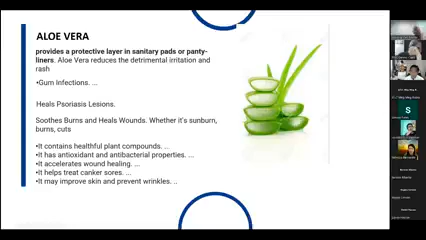 ALOE VERA
provides a protective layer in sanitary pads or panty-
liners. Aloe Vera reduces the detrimental irritation and
rash
•Gum Infections. ...
Heals Psoriasis Lesions.
Soothes Burns and Heals Wounds. Whether it's sunburn,
burns, cuts
•It contains healthful plant compounds. ...
•It has antioxidant and antibacterial properties. ...
•It accelerates wound healing. ...
•It helps treat canker sores. ...
•It may improve skin and prevent wrinkles. ...
S